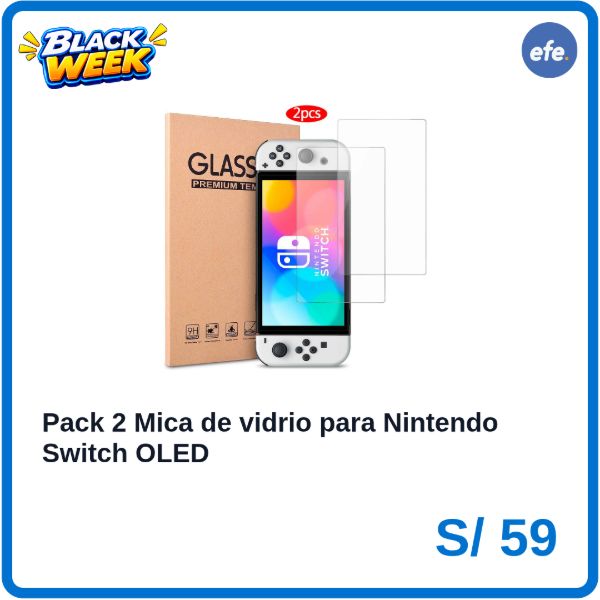 BLACK
WEEK
efe.
2pcs
GLASS
PREMIUM TEM
NINTENDO
SWITCH
9H
Pack 2 Mica de vidrio para Nintendo
Switch OLED
S/ 59